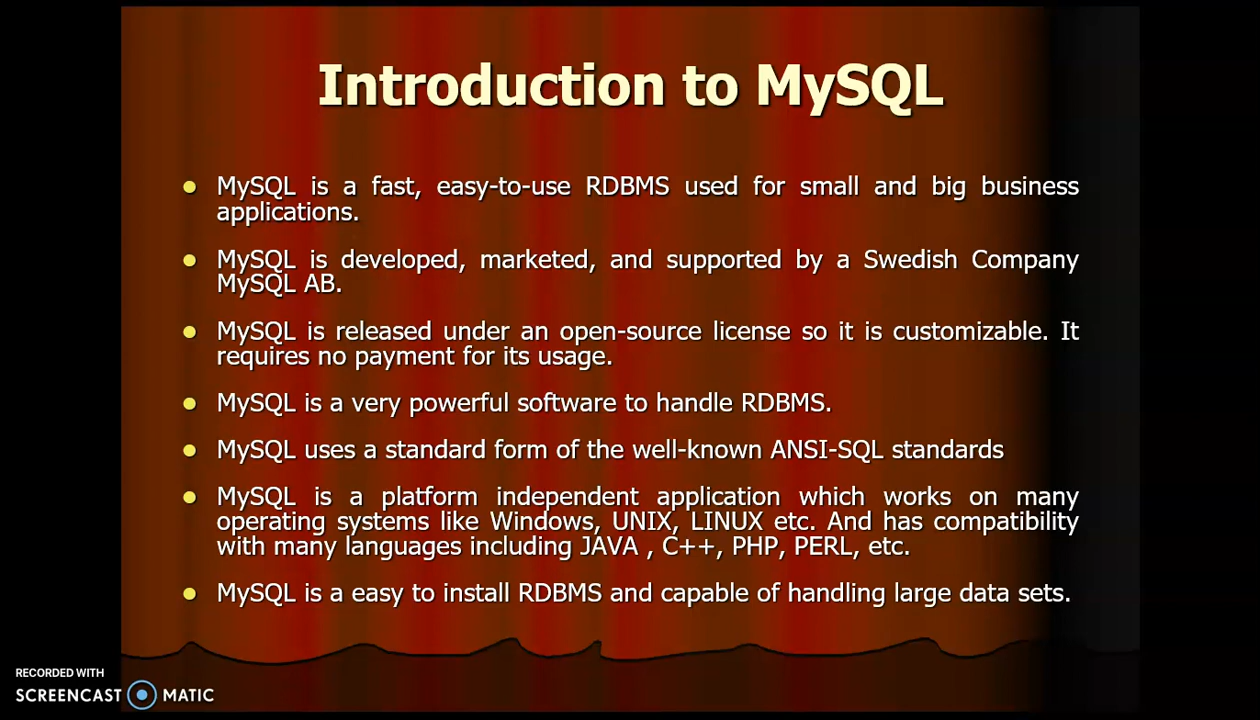 Introduction to MySQL
MySQL is a fast, easy-to-use RDBMS used for small and big business
applications.
MySQL is developed, marketed, and supported by a Swedish Company
MySQL AB.
MySQL is released under an open-source license so it is customizable. It
requires no payment for its usage.
MySQL is a very powerful software to handle RDBMS.
MySQL uses a standard form of the well-known ANSI-SQL standards
MySQL is a platform independent application which works on many
operating systems like Windows, UNIX, LINUX etc. And has compatibility
with many languages including JAVA , C++, PHP, PERL, etc.
MySQL is a easy to install RDBMS and capable of handling large data sets.
RECORDED WITH
SCREENCAST MATIC